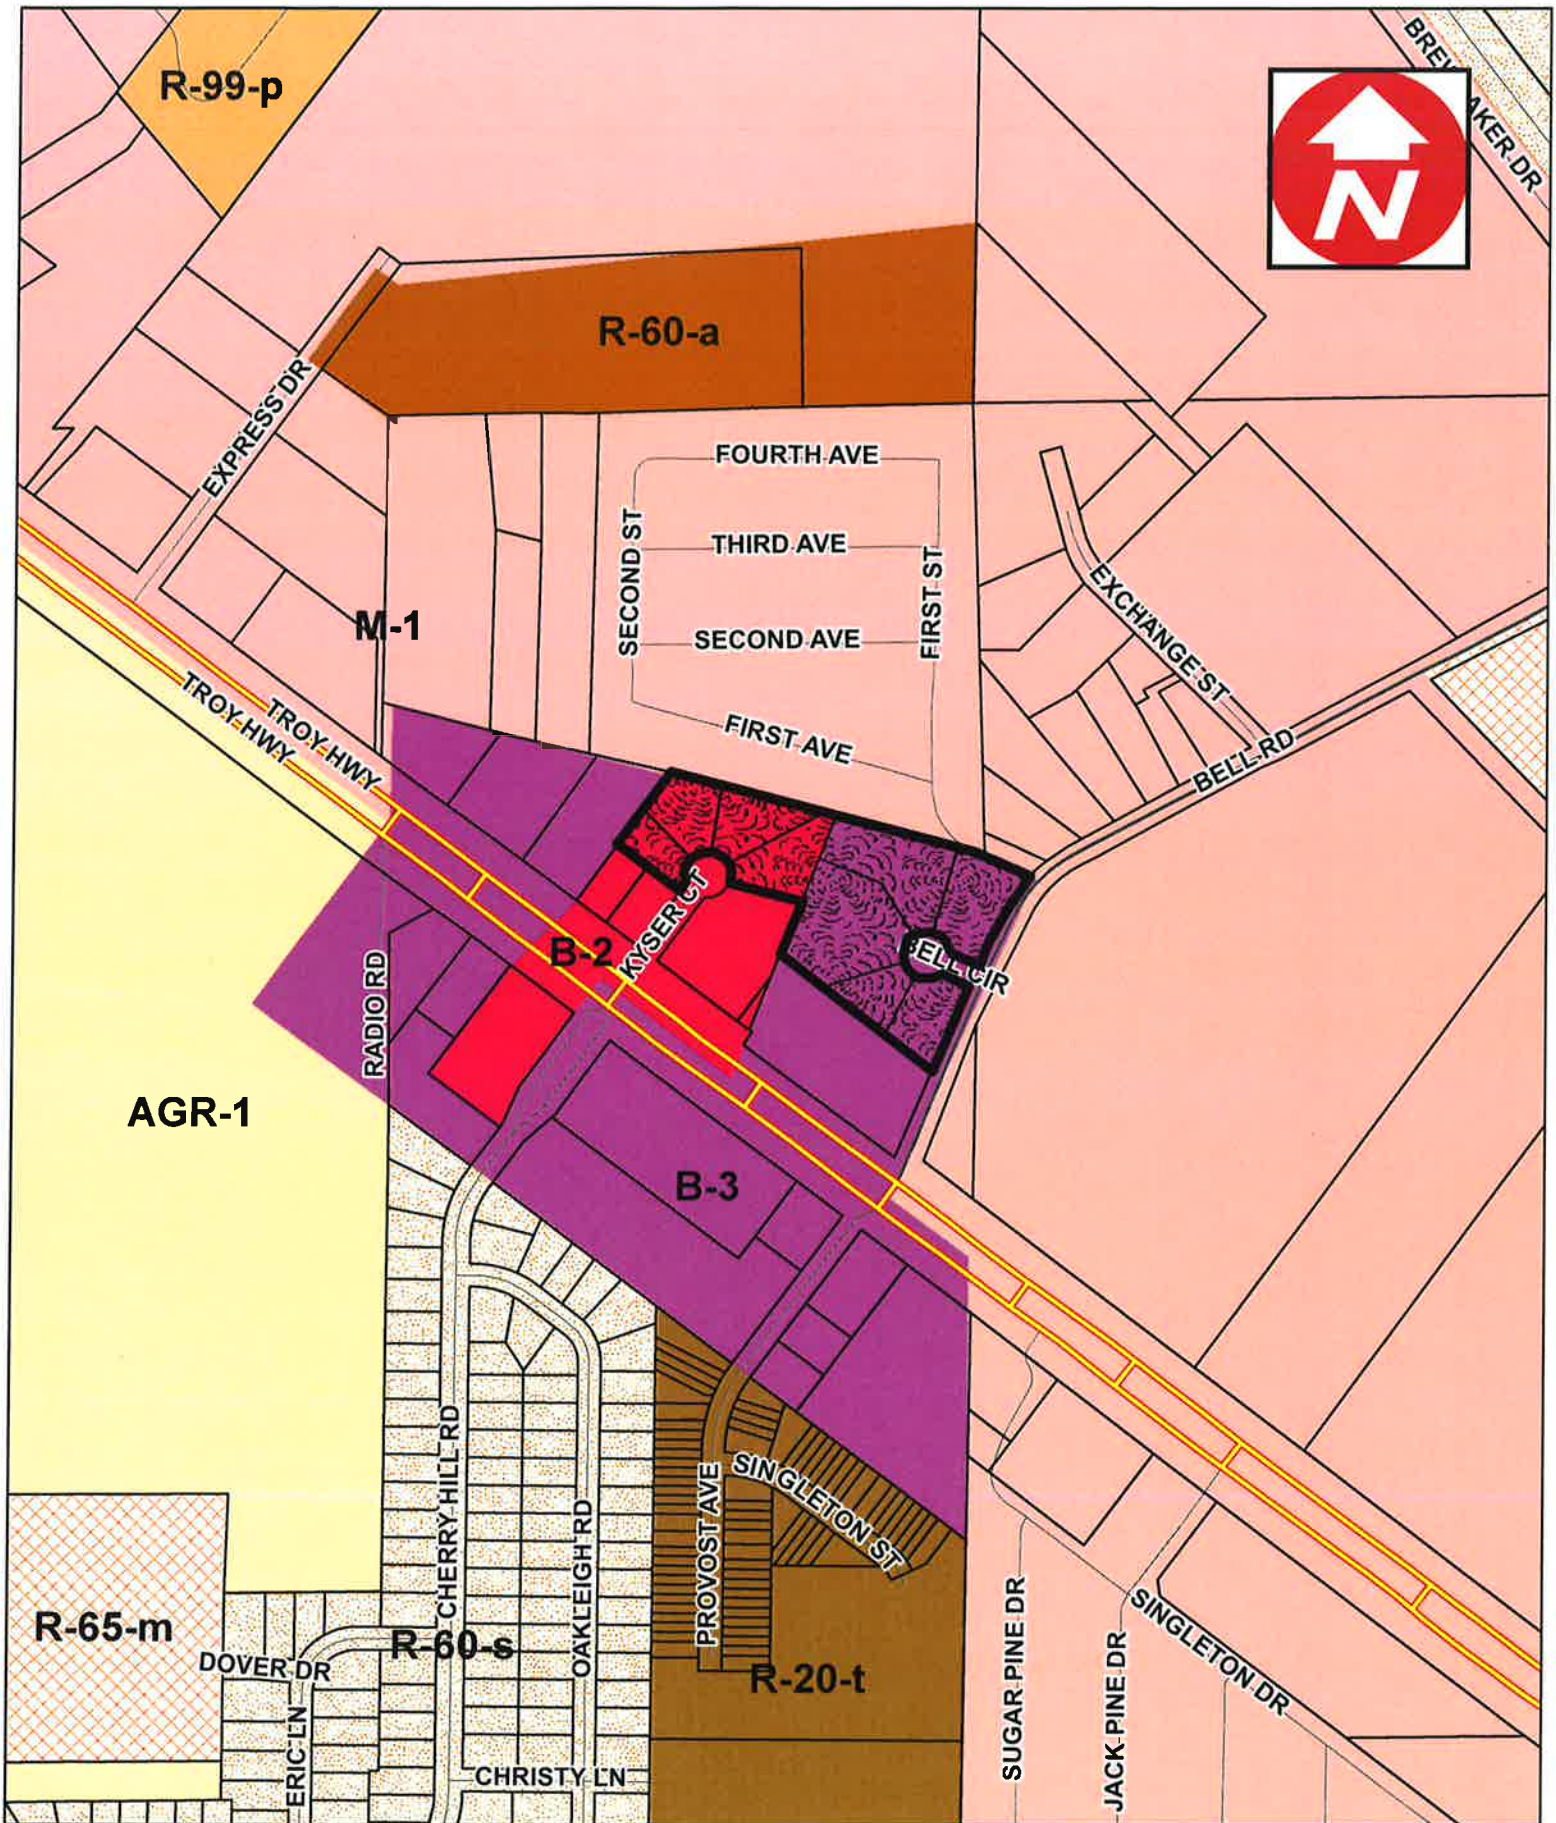 R-99-p
BREW
AKER DR
N
R-60-a
EXPRESS DR
FOURTH AVE
SECOND ST
THIRD AVE
FIRST ST
EXCHANGE ST
M-1
SECOND AVE
TROY HWY
TROY HWY
FIRST AVE
BELL RD
KYSER CT
B-2
BELL CIR
RADIO RD
AGR-1
B-3
CHERRY HILL RD
OAKLEIGH RD
PROVOST AVE
SINGLETON ST
R-65-m
R-60-s
DOVER DR
R-20-t
SUGAR PINE DR
JACK PINE DR
SINGLETON DR
ERIC LN
CHRISTY LN